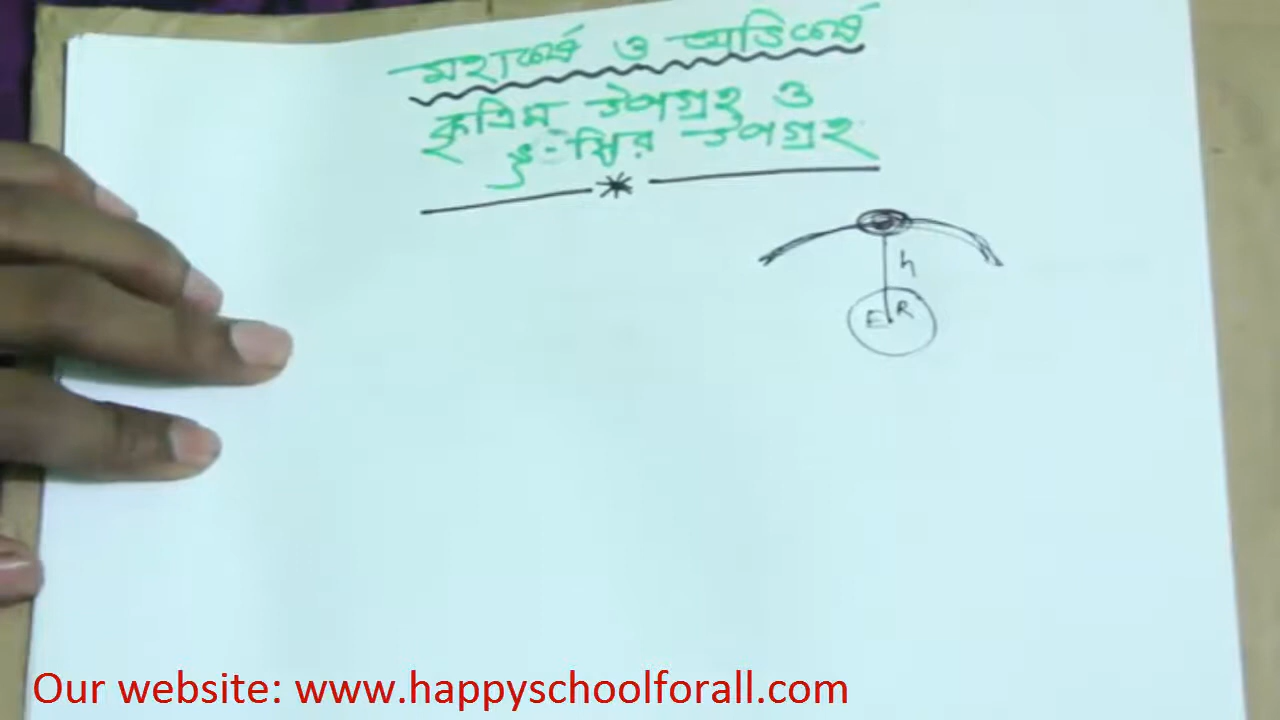 মহাকর্ষ ও অভিকর্ষ
কৃত্রিম উপগ্রহ ও
ভূ-স্থির উপগ্রহ
h
E R
Our website: www.happyschoolforall.com